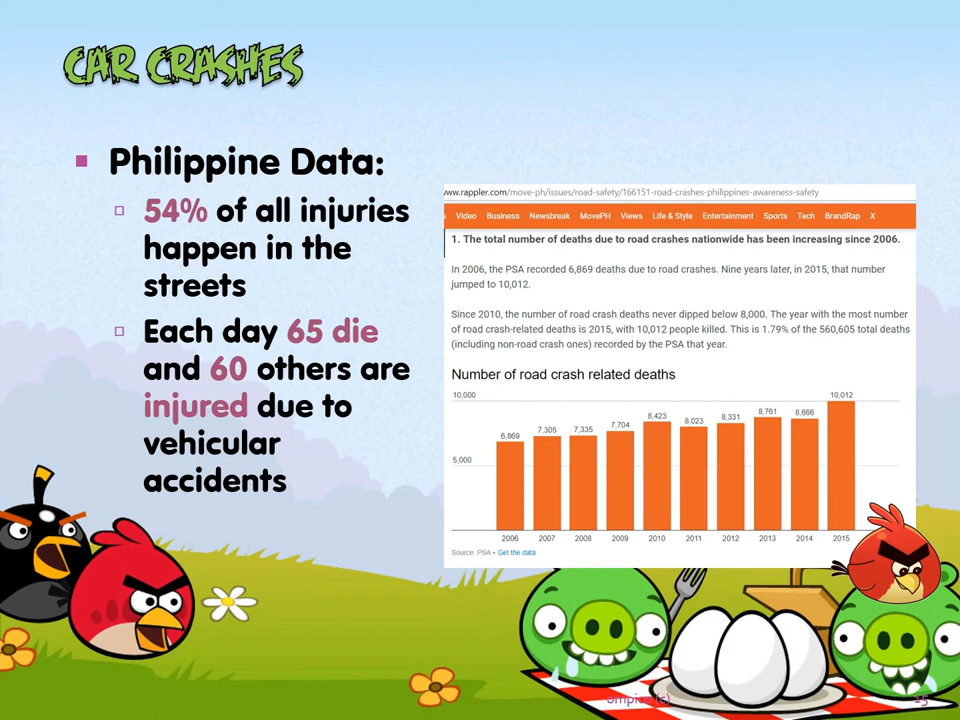 CAR CRASHES
Philippine Data:
54% of all injuries
happen in the
streets
Each day 65 die
and 60 others are
injured due to
vehicular
accidents
www.rappler.com/move-ph/issues/road-safety/166151-road-crashes-philippines-awareness-safety
Video Business Newsbreak MovePH Views Life & Style Entertainment Sports Tech BrandRap X
1. The total number of deaths due to road crashes nationwide has been increasing since 2006.
In 2006, the PSA recorded 6,869 deaths due to road crashes. Nine years later, in 2015, that number
jumped to 10,012.
Since 2010, the number of road crash deaths never dipped below 8,000. The year with the most number
of road crash-related deaths is 2015, with 10,012 people killed. This is 1.79% of the 560,605 total deaths
(including non-road crash ones) recorded by the PSA that year.
Number of road crash related deaths
10,000
5,000
6,869 7,305 7,335 7,704 8,423 8,023 8,331 8,761 8,666 10,012
2006 2007 2008 2009 2010 2011 2012 2013 2014 2015
Source: PSA • Get the data
15